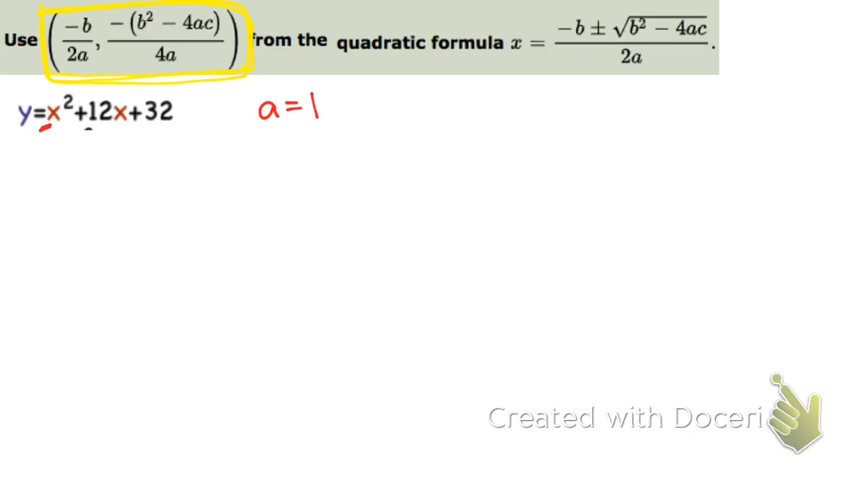 Use (-b/2a, -(b² - 4ac)/4a) from the quadratic formula x = (-b ± √(b² - 4ac))/2a.
y=x²+12x+32 a=1
Created with Doceri